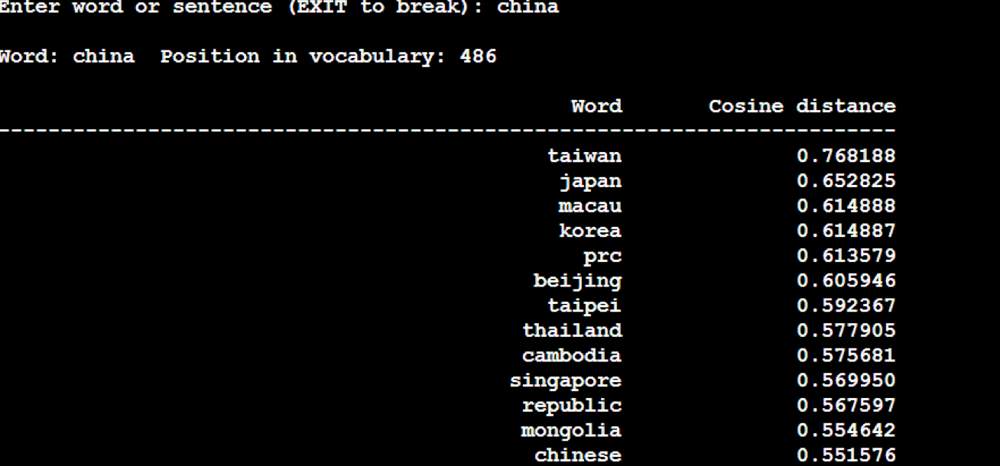 Enter word or sentence (EXIT to break): china
Word: china  Position in vocabulary: 486
Word Cosine distance
------------------------------------------------------------------------
taiwan 0.768188
japan 0.652825
macau 0.614888
korea 0.614887
prc 0.613579
beijing 0.605946
taipei 0.592367
thailand 0.577905
cambodia 0.575681
singapore 0.569950
republic 0.567597
mongolia 0.554642
chinese 0.551576